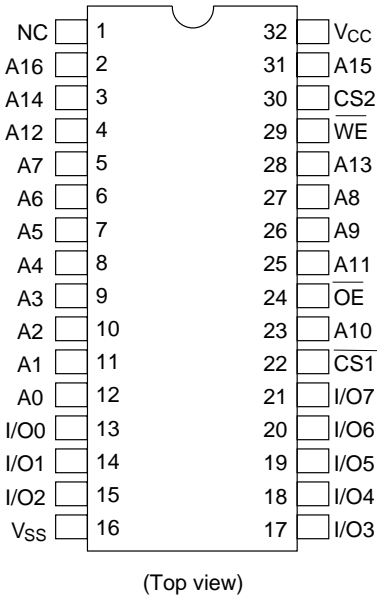 NC 1 32 VCC
A16 2 31 A15
A14 3 30 CS2
A12 4 29 W̅E̅
A7 5 28 A13
A6 6 27 A8
A5 7 26 A9
A4 8 25 A11
A3 9 24 O̅E̅
A2 10 23 A10
A1 11 22 C̅S̅1̅
A0 12 21 I/O7
I/O0 13 20 I/O6
I/O1 14 19 I/O5
I/O2 15 18 I/O4
VSS 16 17 I/O3
(Top view)